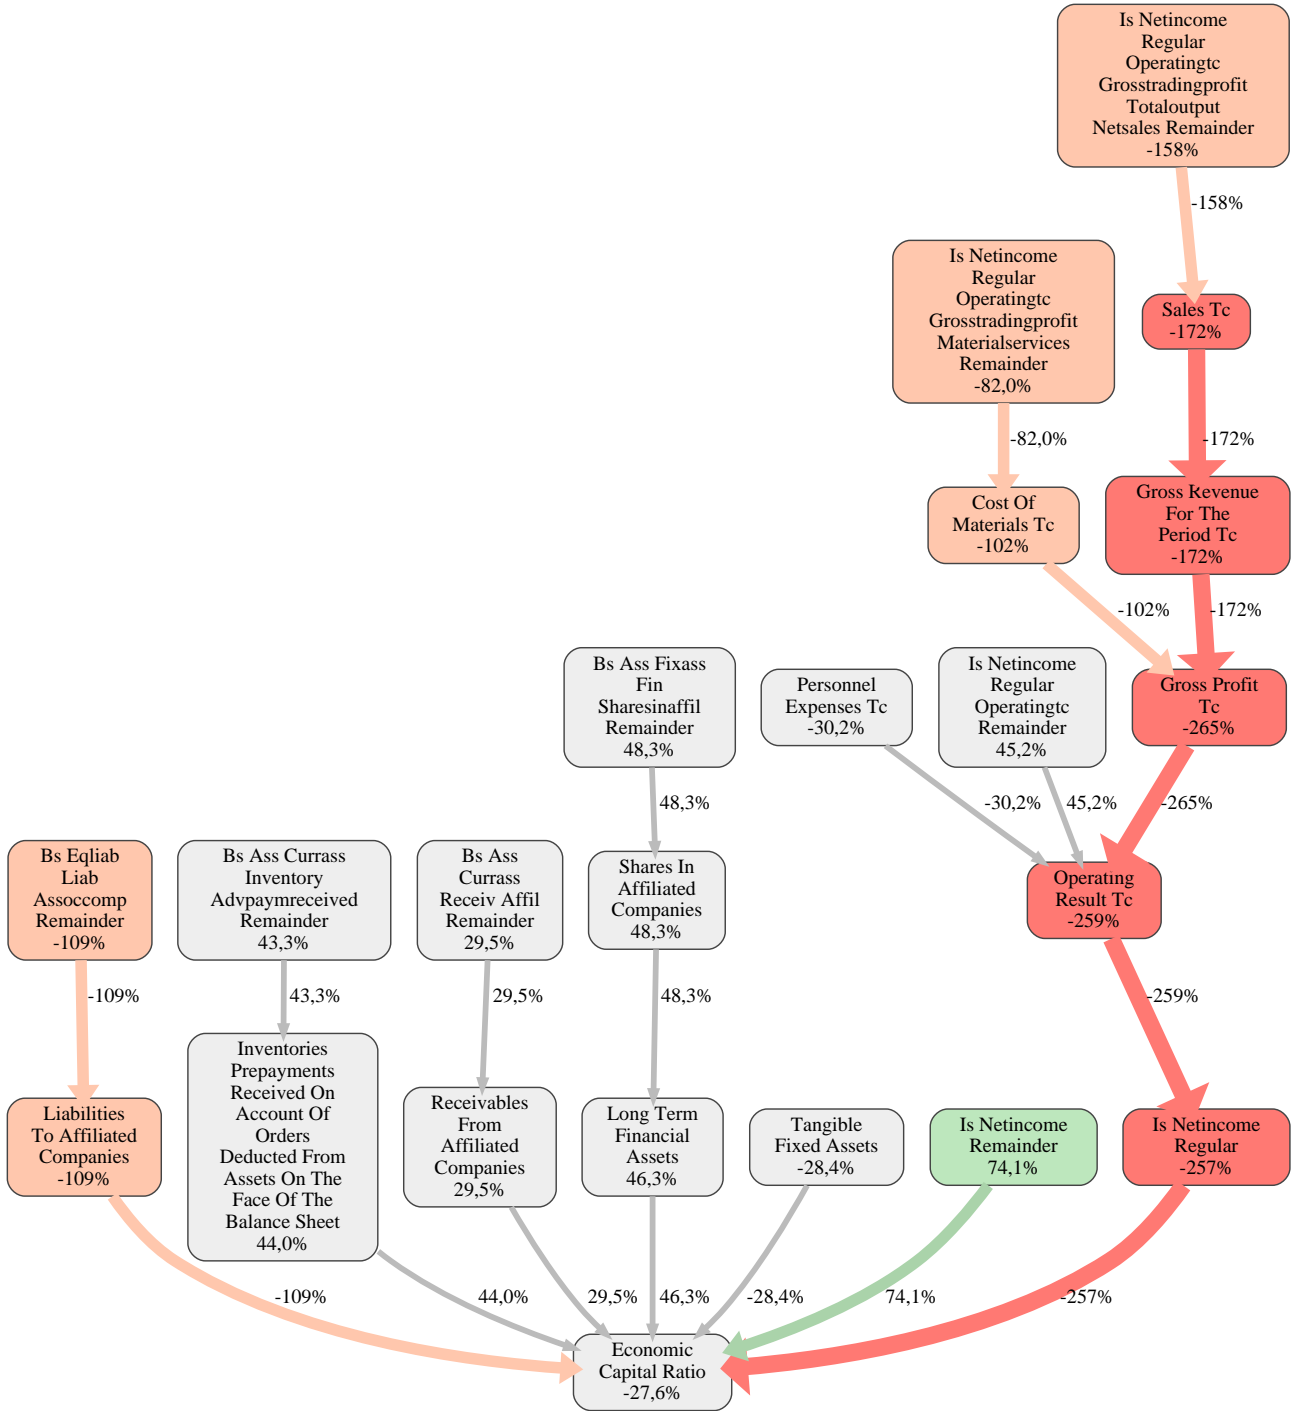 Is Netincome
Regular
Operatingtc
Grosstradingprofit
Totaloutput
Netsales Remainder
-158%
-158%
Is Netincome
Regular
Operatingtc
Grosstradingprofit
Materialservices
Remainder
-82,0%
Sales Tc
-172%
-82,0%
-172%
Cost Of
Materials Tc
-102%
Gross Revenue
For The
Period Tc
-172%
-102%
-172%
Bs Ass Fixass
Fin
Sharesinaffil
Remainder
48,3%
Personnel
Expenses Tc
-30,2%
Is Netincome
Regular
Operatingtc
Remainder
45,2%
Gross Profit
Tc
-265%
48,3%
-30,2%
45,2%
-265%
Bs Eqliab
Liab
Assoccomp
Remainder
-109%
Bs Ass Currass
Inventory
Advpaymreceived
Remainder
43,3%
Bs Ass
Currass
Receiv Affil
Remainder
29,5%
Shares In
Affiliated
Companies
48,3%
Operating
Result Tc
-259%
-109%
43,3%
29,5%
48,3%
-259%
Liabilities
To Affiliated
Companies
-109%
Inventories
Prepayments
Received On
Account Of
Orders
Deducted From
Assets On The
Face Of The
Balance Sheet
44,0%
Receivables
From
Affiliated
Companies
29,5%
Long Term
Financial
Assets
46,3%
Tangible
Fixed Assets
-28,4%
Is Netincome
Remainder
74,1%
Is Netincome
Regular
-257%
-109%
44,0%
29,5%
46,3%
-28,4%
74,1%
-257%
Economic
Capital Ratio
-27,6%